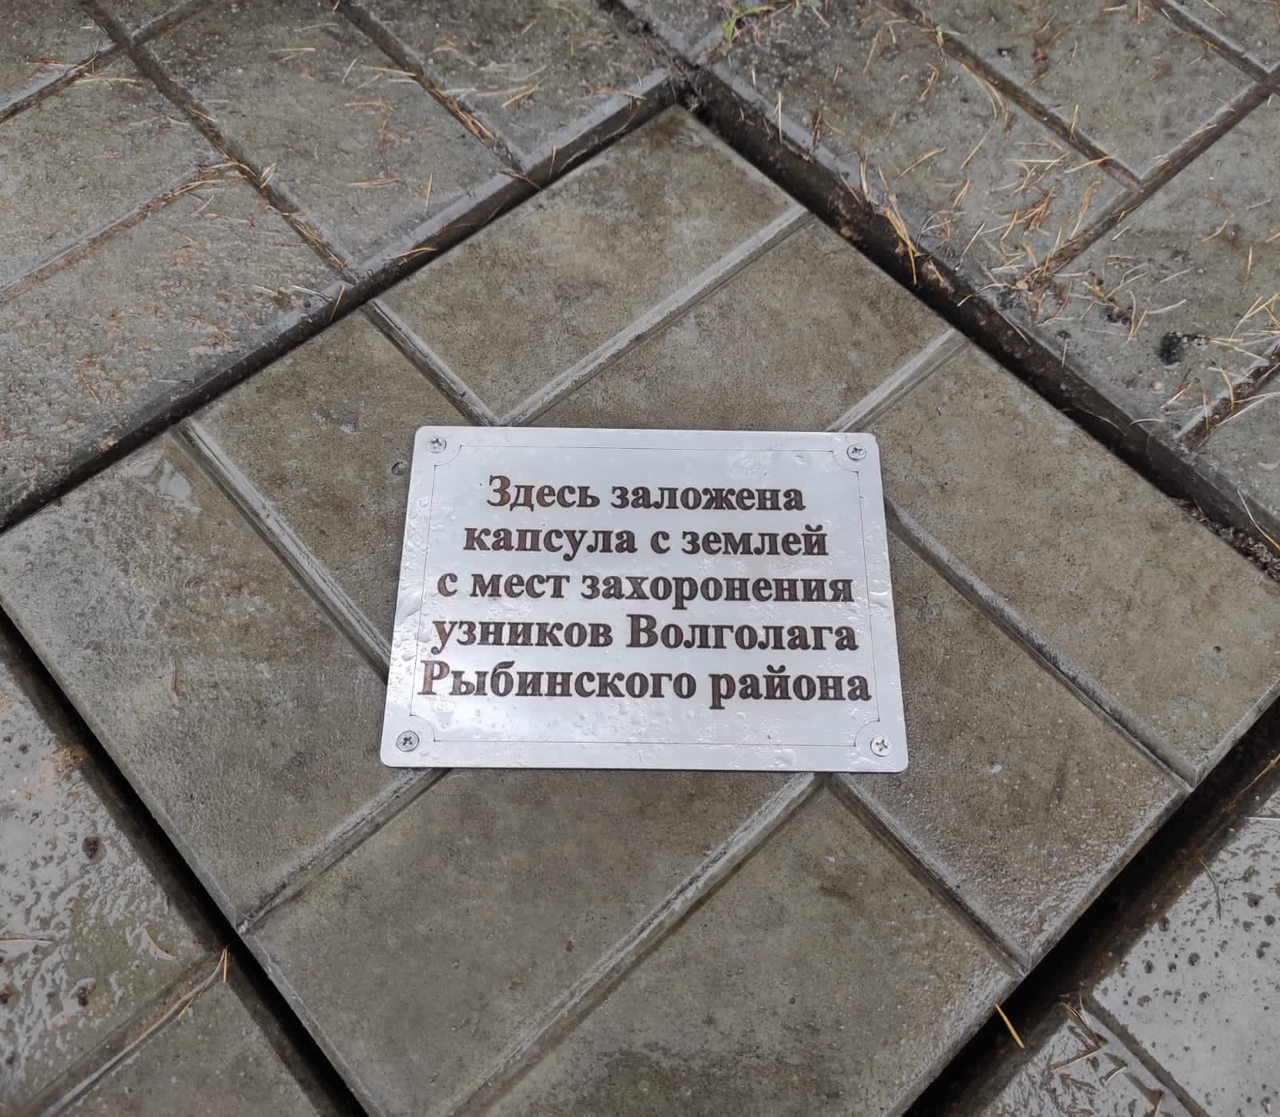 Здесь заложена
капсула с землей
с мест захоронения
узников Волголага
Рыбинского района